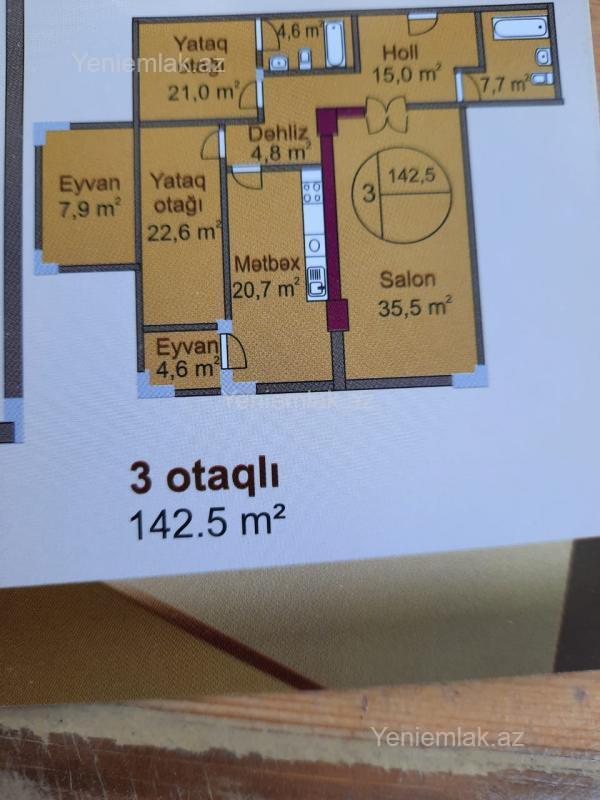 Yataq
otağı
21,0 m²
4,6 m²
Holl
15,0 m²
7,7 m²
Dəhliz
4,8 m²
Eyvan
7,9 m²
Yataq
otağı
22,6 m²
Mətbəx
20,7 m²
3
142,5
Salon
35,5 m²
Eyvan
4,6 m²
3 otaqlı
142.5 m²
Yeniemlak.az
Yeniemlak.az
Yeniemlak.az